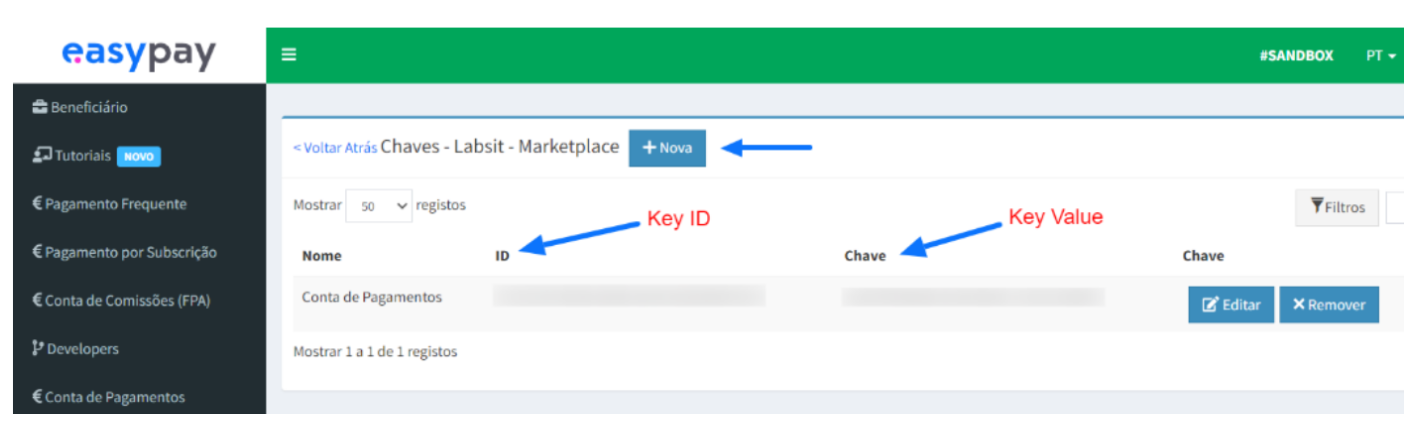 easypay
#SANDBOX PT
Beneficiário
Tutoriais NOVO
< Voltar Atrás Chaves - Labsit - Marketplace + Nova
€ Pagamento Frequente
Mostrar 50 registos
Filtros
Key ID
Key Value
€ Pagamento por Subscrição
Nome ID Chave Chave
€ Conta de Comissões (FPA)
Conta de Pagamentos
Editar
Remover
Developers
Mostrar 1 a 1 de 1 registos
€ Conta de Pagamentos